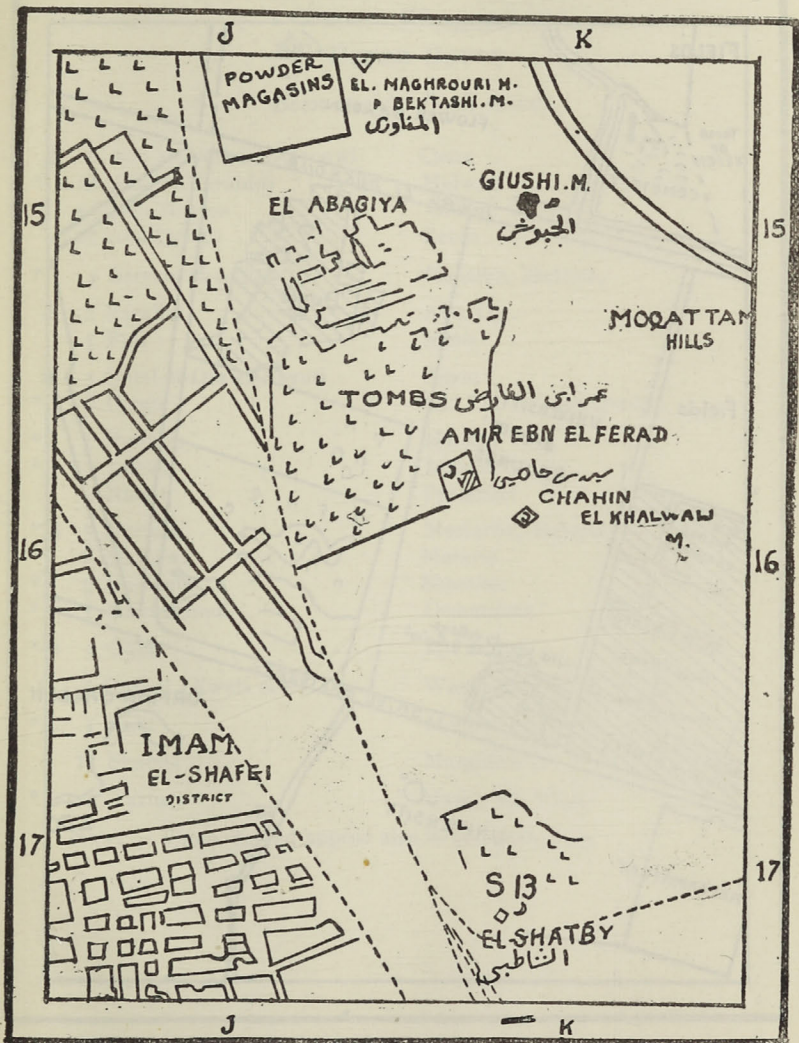 J K
POWDER
MAGASINS
EL. MAGHROURI M.
P BEKTASHI. M.
المغاورى
15
GIUSHI. M.
الجيوشى
15
EL ABAGIYA
MOQATTAM
HILLS
TOMBS عمر ابن الفارض
AMIR EBN EL FERAD
CHAHIN
EL KHALWALI
M.
16
16
IMAM
EL-SHAFEI
DISTRICT
17
17
S 13
EL-SHATBY
الشاطبى
J K